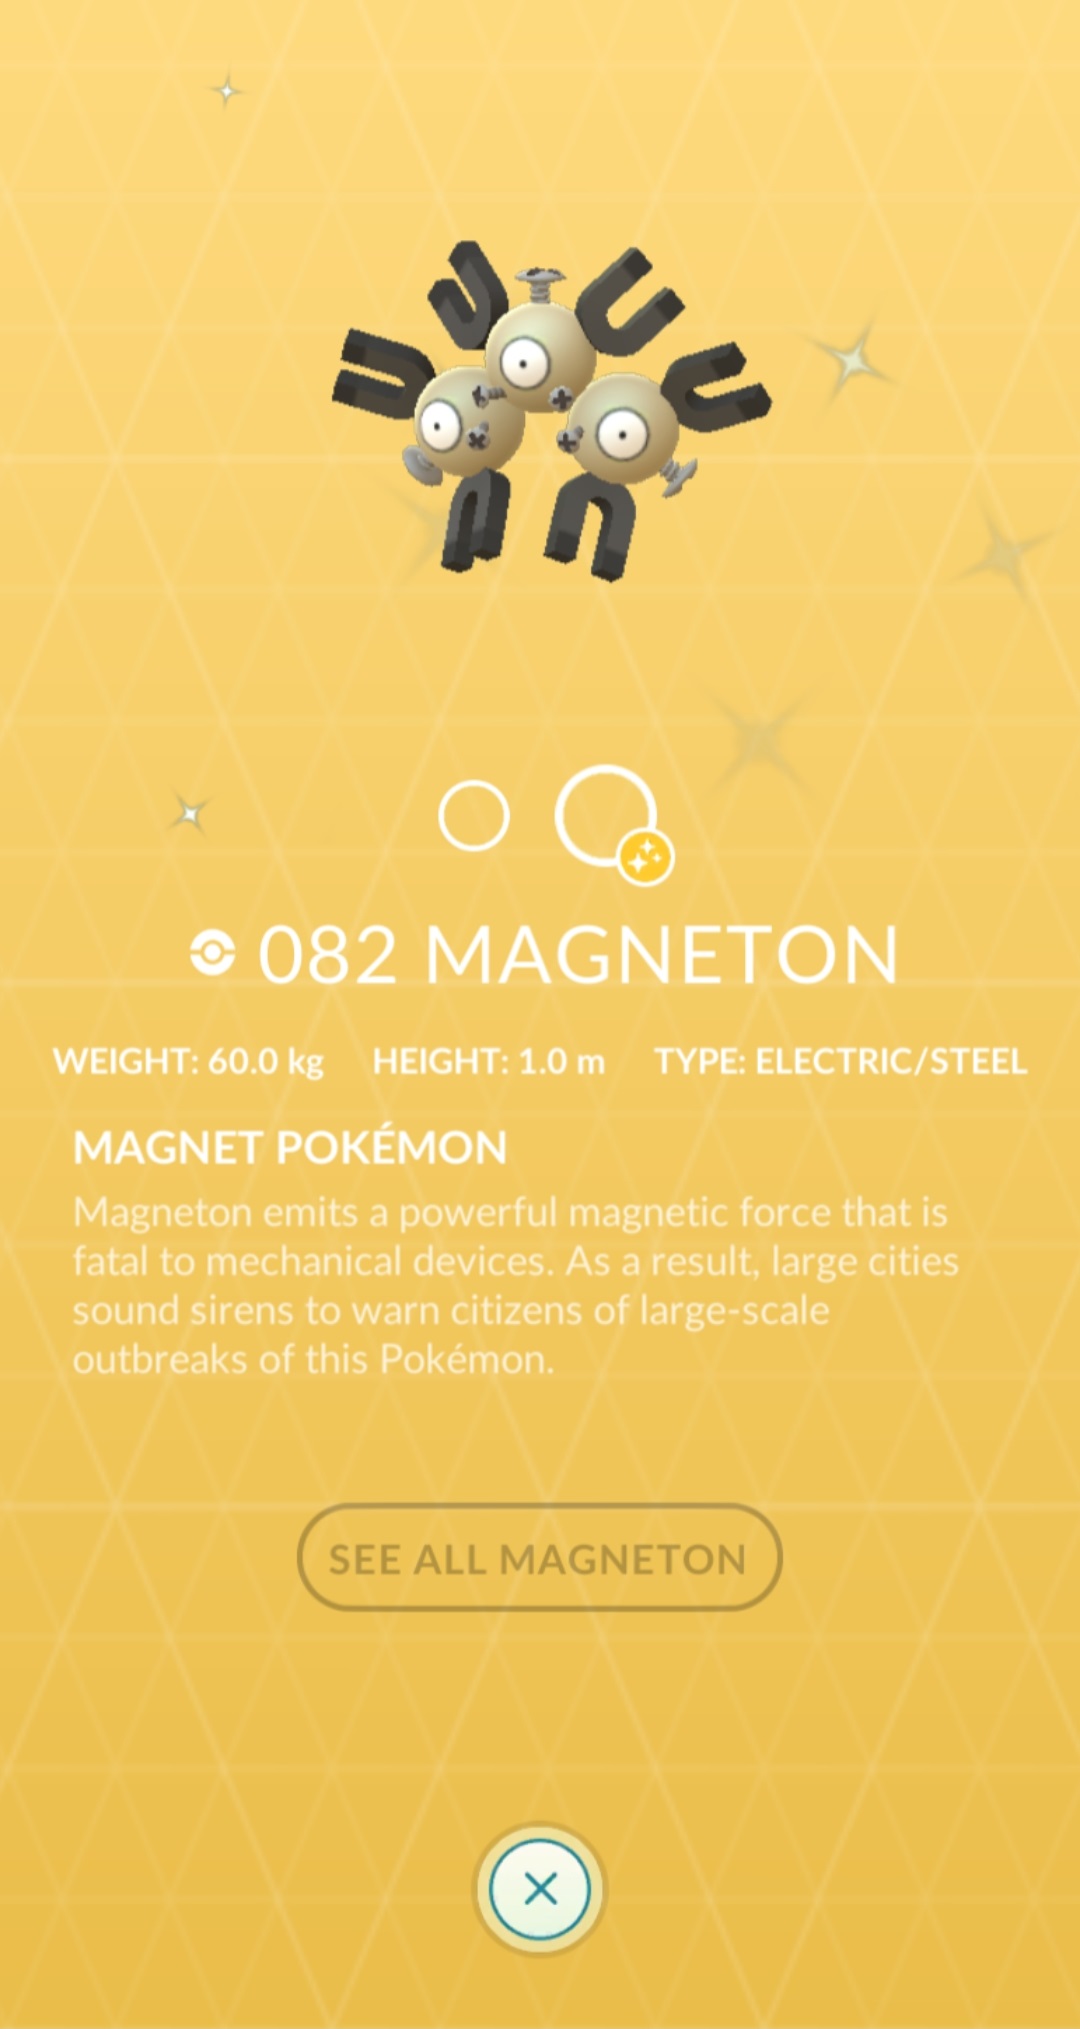 082 MAGNETON
WEIGHT: 60.0 kg HEIGHT: 1.0 m TYPE: ELECTRIC/STEEL
MAGNET POKÉMON
Magneton emits a powerful magnetic force that is
fatal to mechanical devices. As a result, large cities
sound sirens to warn citizens of large-scale
outbreaks of this Pokémon.
SEE ALL MAGNETON